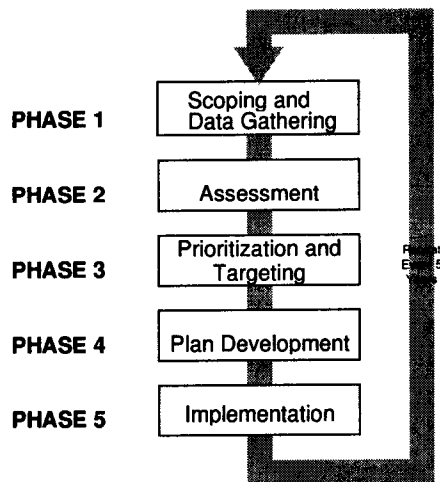 PHASE 1
Scoping and
Data Gathering
PHASE 2
Assessment
PHASE 3
Prioritization and
Targeting
PHASE 4
Plan Development
PHASE 5
Implementation
5